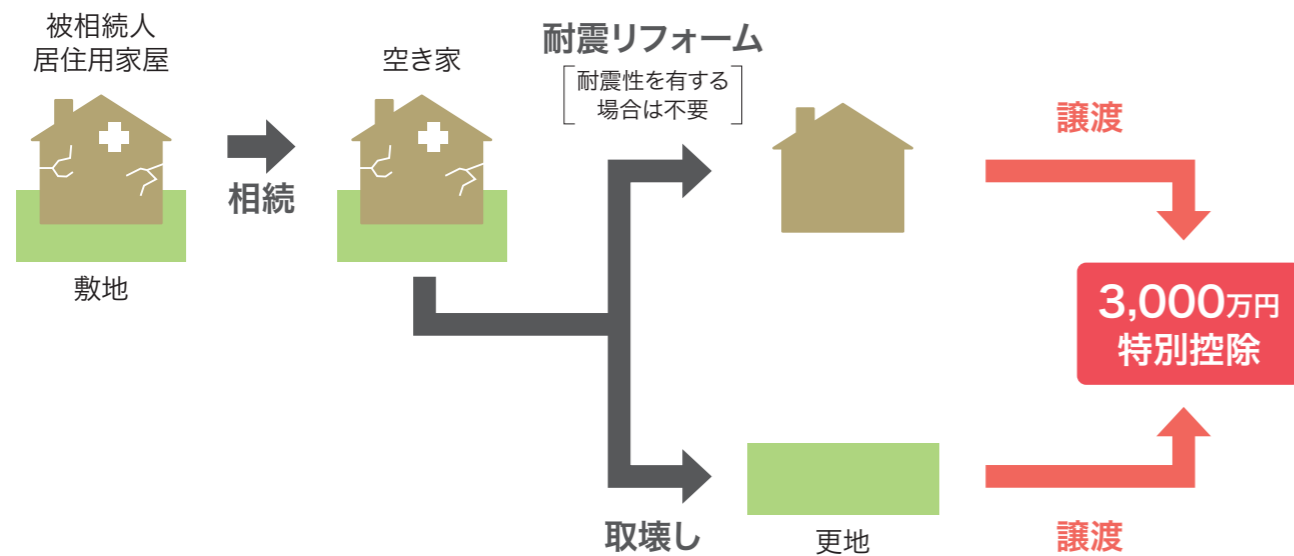 被相続人
居住用家屋
敷地
相続
空き家
耐震リフォーム
耐震性を有する
場合は不要
譲渡
3,000万円
特別控除
取壊し
更地
譲渡